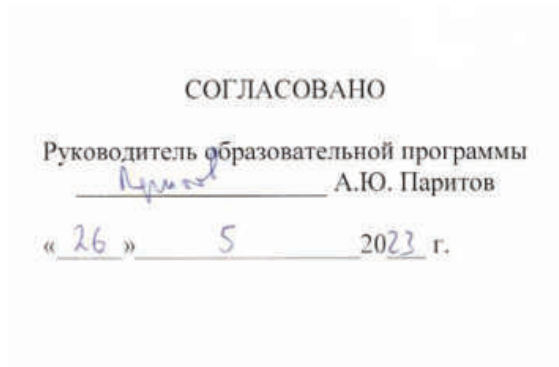 СОГЛАСОВАНО
Руководитель образовательной программы
А.Ю. Паритов
« 26 » 5 2023 г.